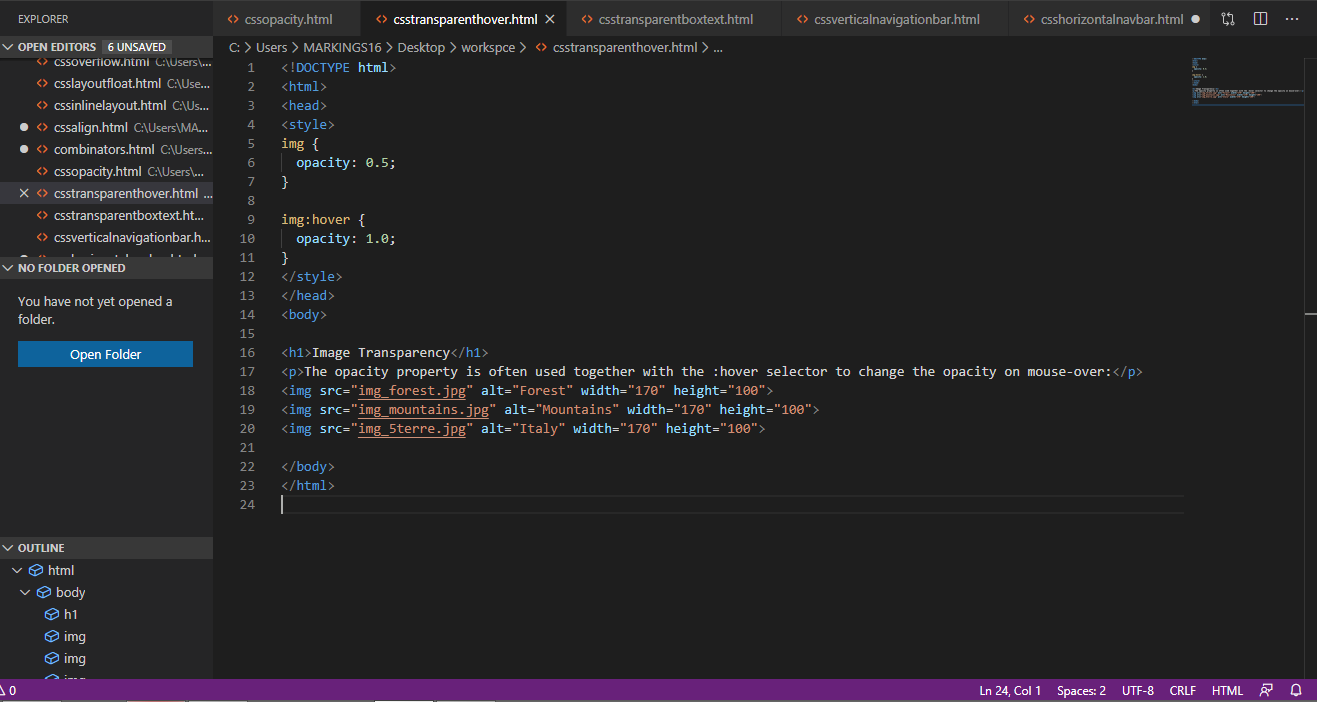 EXPLORER
OPEN EDITORS 6 UNSAVED
cssoverflow.html C:\Users\...
csslayoutfloat.html C:\Use...
cssinlinelayout.html C:\Us...
cssalign.html C:\Users\MA...
combinators.html C:\Users...
cssopacity.html C:\Users\...
csstransparenthover.html ...
csstransparentboxtext.ht...
cssverticalnavigationbar.h...
NO FOLDER OPENED
You have not yet opened a
folder.
Open Folder
OUTLINE
html
body
h1
img
img
img
cssopacity.html csstransparenthover.html csstransparentboxtext.html cssverticalnavigationbar.html csshorizontalnavbar.html
C: > Users > MARKINGS16 > Desktop > workspce > csstransparenthover.html > ...
1 <!DOCTYPE html>
2 <html>
3 <head>
4 <style>
5 img {
6 opacity: 0.5;
7 }
8
9 img:hover {
10 opacity: 1.0;
11 }
12 </style>
13 </head>
14 <body>
15
16 <h1>Image Transparency</h1>
17 <p>The opacity property is often used together with the :hover selector to change the opacity on mouse-over:</p>
18 <img src="img_forest.jpg" alt="Forest" width="170" height="100">
19 <img src="img_mountains.jpg" alt="Mountains" width="170" height="100">
20 <img src="img_5terre.jpg" alt="Italy" width="170" height="100">
21
22 </body>
23 </html>
24
0 Ln 24, Col 1 Spaces: 2 UTF-8 CRLF HTML